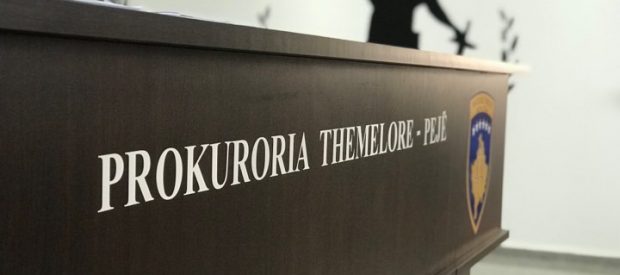 PROKURORIA THEMELORE - PEJË